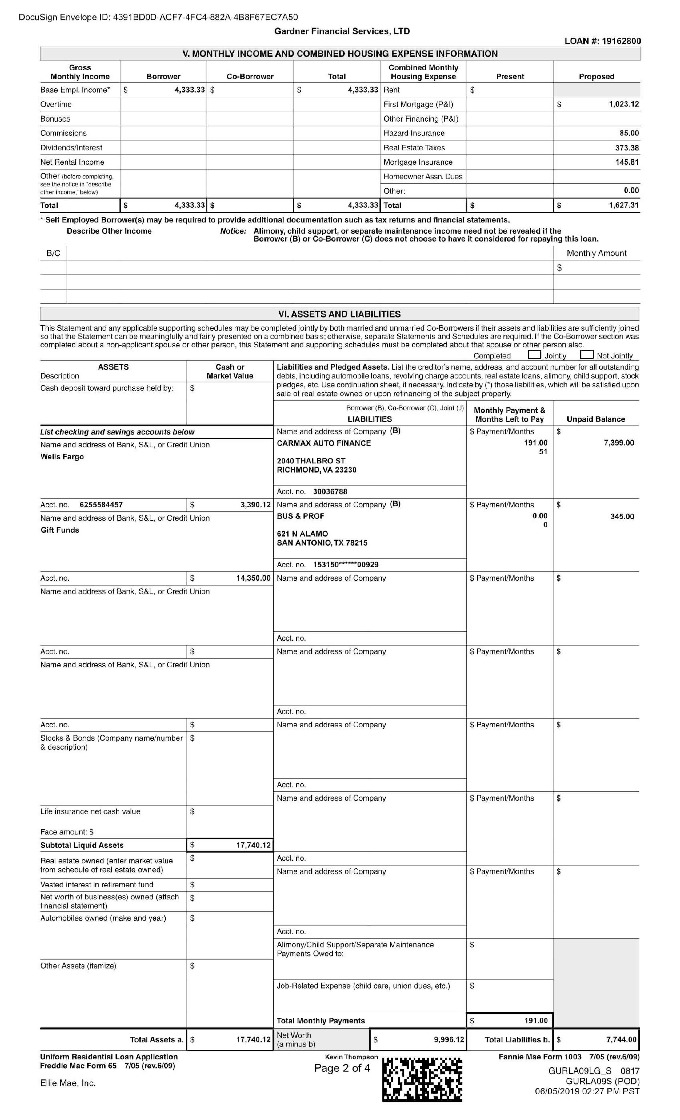 DocuSign Envelope ID: 4391BD0D-ACF7-4FC4-882A-4B8F67EC7A50
Gardner Financial Services, LTD
LOAN #: 19162800
V. MONTHLY INCOME AND COMBINED HOUSING EXPENSE INFORMATION
Gross Monthly Income Borrower Co-Borrower Total Combined Monthly Housing Expense Present Proposed
Base Empl. Income* $ 4,333.33 $ $ 4,333.33 Rent $
Overtime First Mortgage (P&I) $ 1,023.12
Bonuses Other Financing (P&I)
Commissions Hazard Insurance 85.00
Dividends/Interest Real Estate Taxes 373.38
Net Rental Income Mortgage Insurance 145.81
Other (before completing, see the notice in "describe other income," below) Homeowner Assn. Dues
Other: 0.00
Total $ 4,333.33 $ $ 4,333.33 Total $ $ 1,627.31
* Self Employed Borrower(s) may be required to provide additional documentation such as tax returns and financial statements.
Describe Other Income Notice: Alimony, child support, or separate maintenance income need not be revealed if the
Borrower (B) or Co-Borrower (C) does not choose to have it considered for repaying this loan.
B/C Monthly Amount
$
VI. ASSETS AND LIABILITIES
This Statement and any applicable supporting schedules may be completed jointly by both married and unmarried Co-Borrowers if their assets and liabilities are sufficiently joined
so that the Statement can be meaningfully and fairly presented on a combined basis; otherwise, separate Statements and Schedules are required. If the Co-Borrower section was
completed about a non-applicant spouse or other person, this Statement and supporting schedules must be completed about that spouse or other person also.
Completed Jointly Not Jointly
ASSETS
Description
Cash or Market Value
Liabilities and Pledged Assets. List the creditor's name, address, and account number for all outstanding
debts, including automobile loans, revolving charge accounts, real estate loans, alimony, child support, stock
pledges, etc. Use continuation sheet, if necessary. Indicate by (*) those liabilities, which will be satisfied upon
sale of real estate owned or upon refinancing of the subject property.
Cash deposit toward purchase held by: $
Borrower (B), Co-Borrower (C), Joint (J)
LIABILITIES
Monthly Payment & Months Left to Pay
Unpaid Balance
List checking and savings accounts below
Name and address of Company (B) $ Payment/Months $
Name and address of Bank, S&L, or Credit Union
CARMAX AUTO FINANCE 191.00 7,399.00
Wells Fargo
51
2040 THALBRO ST
RICHMOND, VA 23230
Acct. no. 30036788
Acct. no. 6255584457 $ 3,390.12 Name and address of Company (B) $ Payment/Months $
Name and address of Bank, S&L, or Credit Union BUS & PROF 0.00 345.00
Gift Funds 0
621 N ALAMO
SAN ANTONIO, TX 78215
Acct. no. 153150******00929
Acct. no. $ 14,350.00 Name and address of Company $ Payment/Months $
Name and address of Bank, S&L, or Credit Union
Acct. no.
Acct. no. $ Name and address of Company $ Payment/Months $
Name and address of Bank, S&L, or Credit Union
Acct. no.
Acct. no. $ Name and address of Company $ Payment/Months $
Stocks & Bonds (Company name/number $
& description)
Acct. no.
Name and address of Company $ Payment/Months $
Life insurance net cash value $
Face amount: $
Subtotal Liquid Assets $ 17,740.12
Real estate owned (enter market value $ Acct. no.
from schedule of real estate owned) Name and address of Company $ Payment/Months $
Vested interest in retirement fund $
Net worth of business(es) owned (attach $
financial statement)
Automobiles owned (make and year) $
Acct. no.
Alimony/Child Support/Separate Maintenance $
Payments Owed to:
Other Assets (itemize) $
Job-Related Expense (child care, union dues, etc.) $
Total Monthly Payments $ 191.00
Total Assets a. $ 17,740.12 Net Worth (a minus b) $ 9,996.12 Total Liabilities b. $ 7,744.00
Uniform Residential Loan Application Kevin Thompson Fannie Mae Form 1003 7/05 (rev.6/09)
Freddie Mac Form 65 7/05 (rev.6/09) Page 2 of 4
GURLA09LG_S 0817
Ellie Mae, Inc. GURLA09S (POD)
06/05/2019 02:27 PM PST